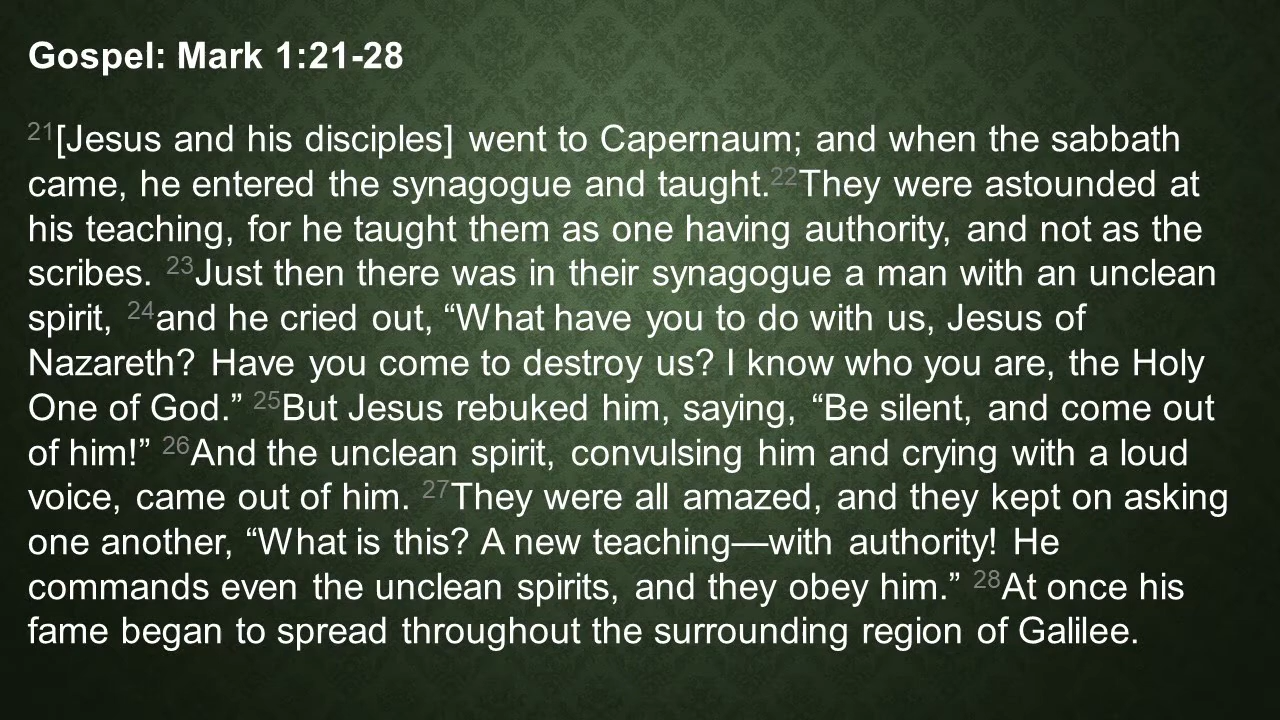 Gospel: Mark 1:21-28
21[Jesus and his disciples] went to Capernaum; and when the sabbath
came, he entered the synagogue and taught.22They were astounded at
his teaching, for he taught them as one having authority, and not as the
scribes. 23Just then there was in their synagogue a man with an unclean
spirit, 24and he cried out, “What have you to do with us, Jesus of
Nazareth? Have you come to destroy us? I know who you are, the Holy
One of God.” 25But Jesus rebuked him, saying, “Be silent, and come out
of him!” 26And the unclean spirit, convulsing him and crying with a loud
voice, came out of him. 27They were all amazed, and they kept on asking
one another, “What is this? A new teaching—with authority! He
commands even the unclean spirits, and they obey him.” 28At once his
fame began to spread throughout the surrounding region of Galilee.